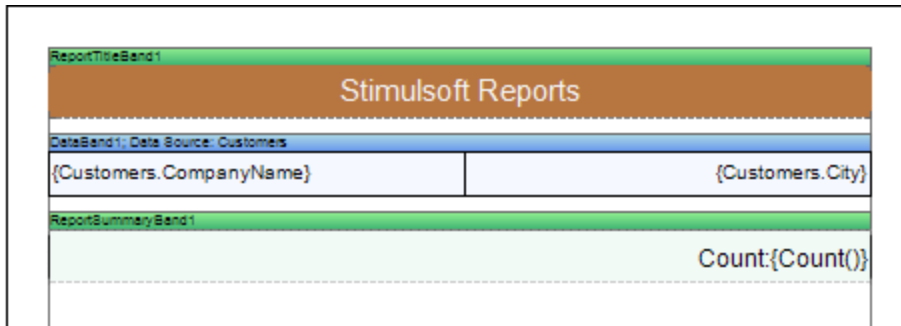 ReportTitleBand1
Stimulsoft Reports
DataBand1; Data Source: Customers
{Customers.CompanyName} {Customers.City}
ReportSummaryBand1
Count:{Count()}